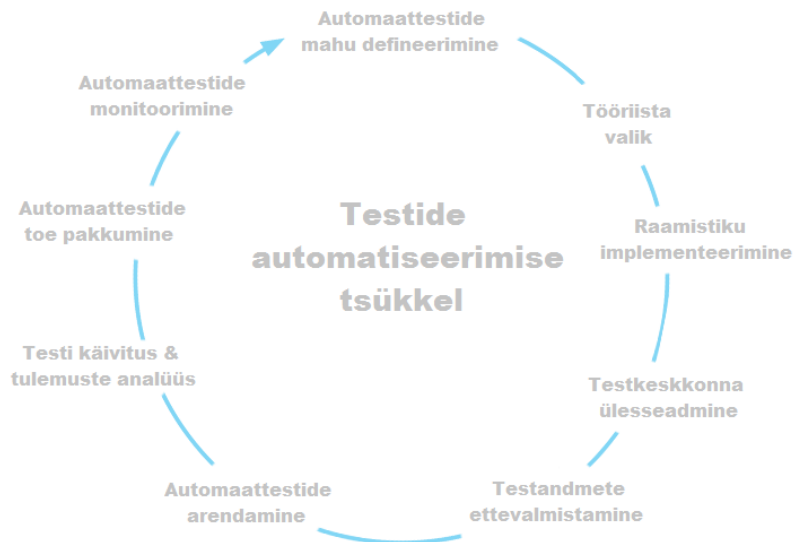 Automaattestide
mahu defineerimine
Tööriista
valik
Raamistiku
implementeerimine
Testkeskkonna
ülesseadmine
Testandmete
ettevalmistamine
Automaattestide
arendamine
Testi käivitus &
tulemuste analüüs
Automaattestide
toe pakkumine
Automaattestide
monitoorimine
Testide
automatiseerimise
tsükkel